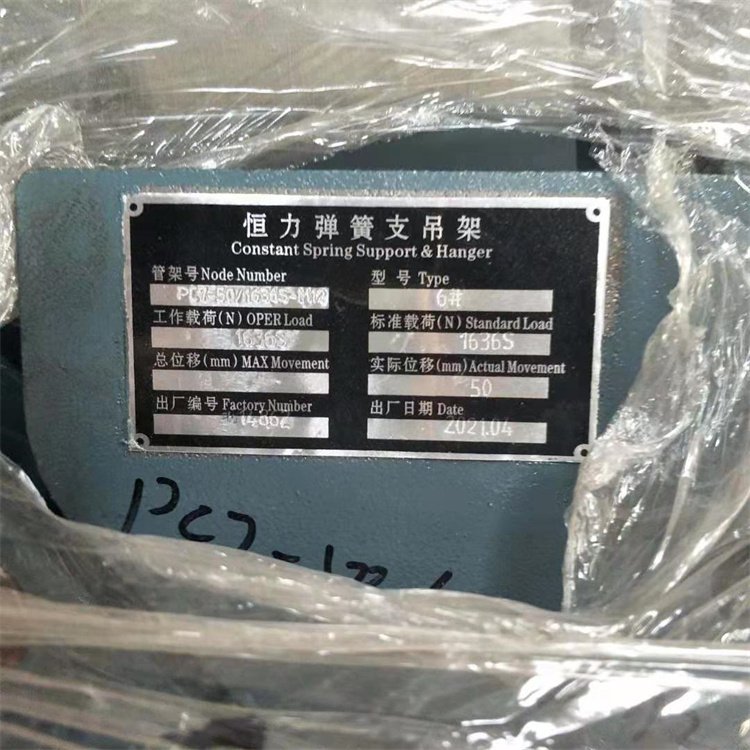 恒力弹簧支吊架
Constant Spring Support & Hanger
管架号Node Number 型 号 Type
6#
工作载荷(N) OPER Load 标准载荷(N) Standard Load
16365 16365
总位移(mm) MAX Movement 实际位移(mm) Actual Movement
50
出厂编号 Factory Number 出厂日期 Date
14862 2021.04